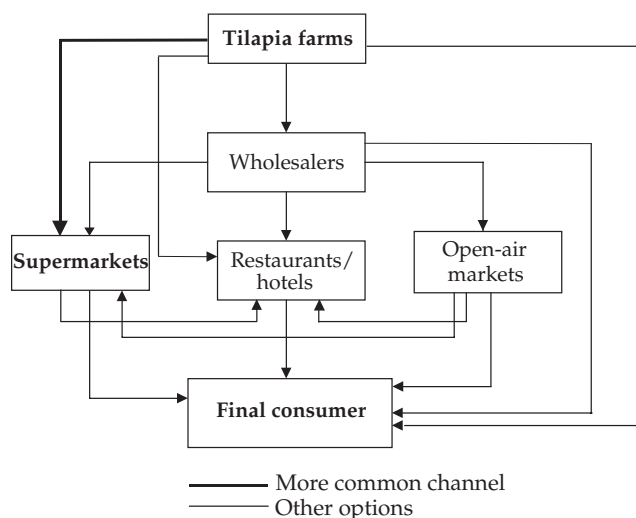 Tilapia farms
Wholesalers
Supermarkets
Restaurants/
hotels
Open-air
markets
Final consumer
More common channel
Other options